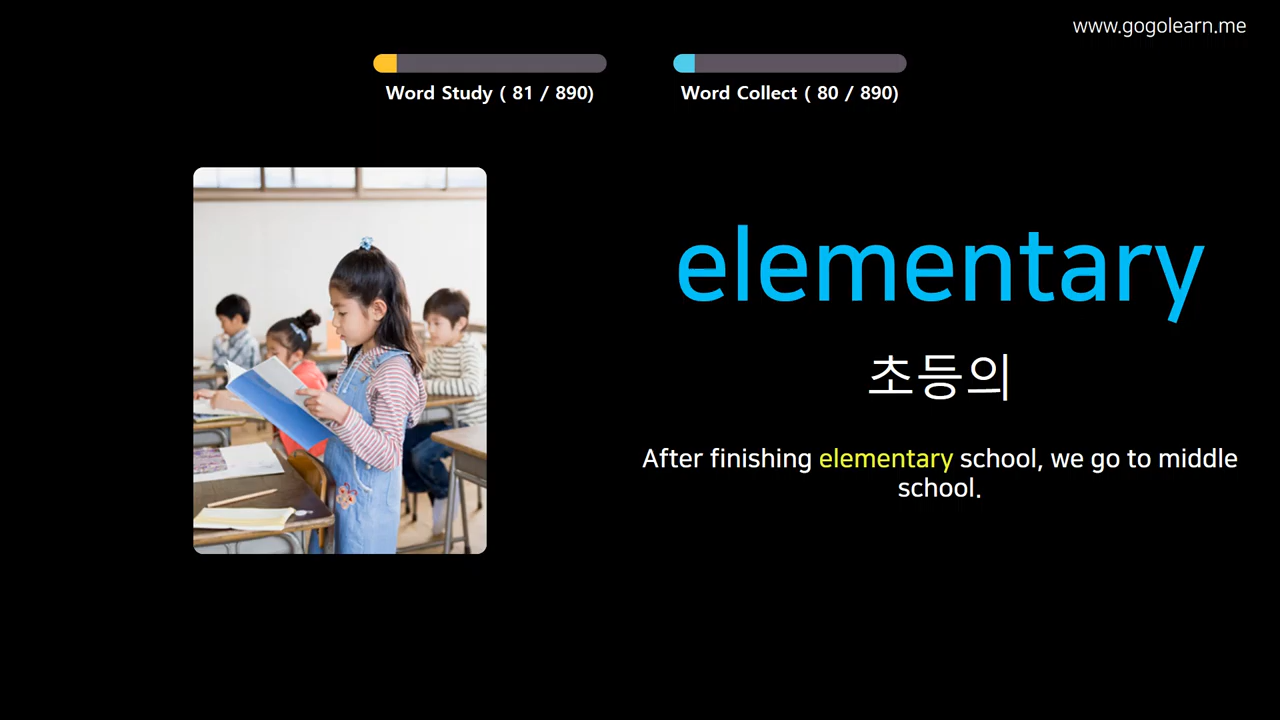 www.gogolearn.me
Word Study ( 81 / 890)
Word Collect ( 80 / 890)
elementary
초등의
After finishing elementary school, we go to middle
school.